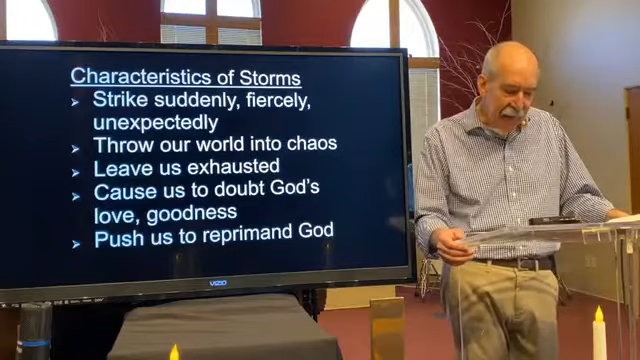 Characteristics of Storms
➤ Strike suddenly, fiercely,
unexpectedly
➤ Throw our world into chaos
➤ Leave us exhausted
➤ Cause us to doubt God's
love, goodness
➤ Push us to reprimand God
VIZIO